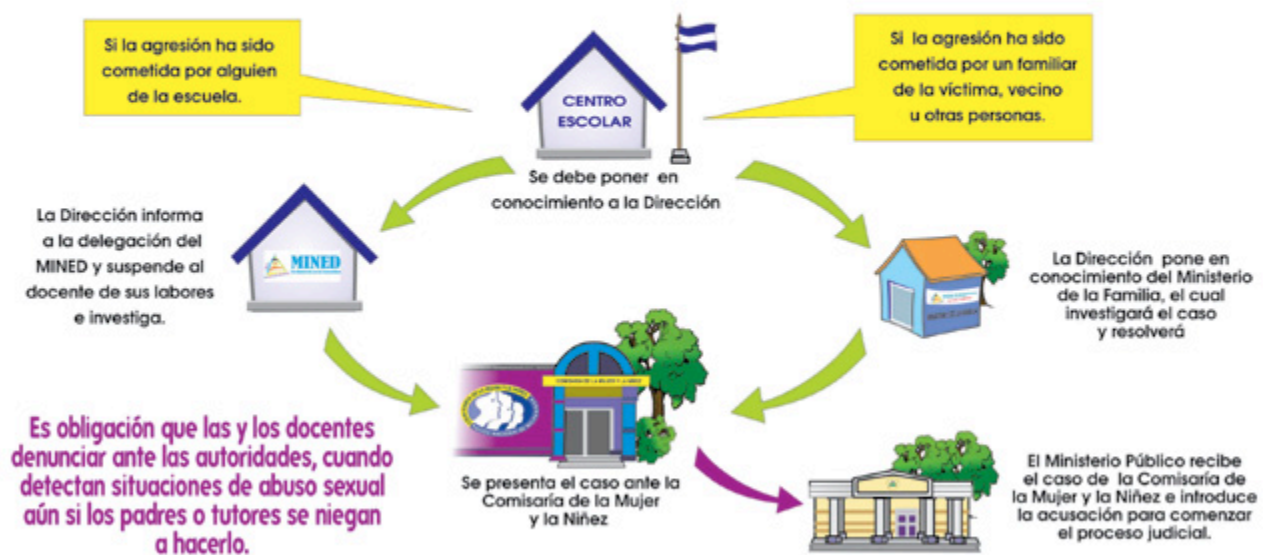 Si la agresión ha sido
cometida por alguien
de la escuela.
CENTRO
ESCOLAR
Si la agresión ha sido
cometida por un familiar
de la víctima, vecino
u otras personas.
Se debe poner en
conocimiento a la Dirección
La Dirección informa
a la delegación del
MINED y suspende al
docente de sus labores
e investiga.
MINED
La Dirección pone en
conocimiento del Ministerio
de la Familia, el cual
investigará el caso
y resolverá
COMISARIA DE LA MUJER Y LA NIÑEZ
Se presenta el caso ante la
Comisaría de la Mujer
y la Niñez
Es obligación que las y los docentes
denunciar ante las autoridades, cuando
detectan situaciones de abuso sexual
aún si los padres o tutores se niegan
a hacerlo.
El Ministerio Público recibe
el caso de la Comisaría de
la Mujer y la Niñez e introduce
la acusación para comenzar
el proceso judicial.